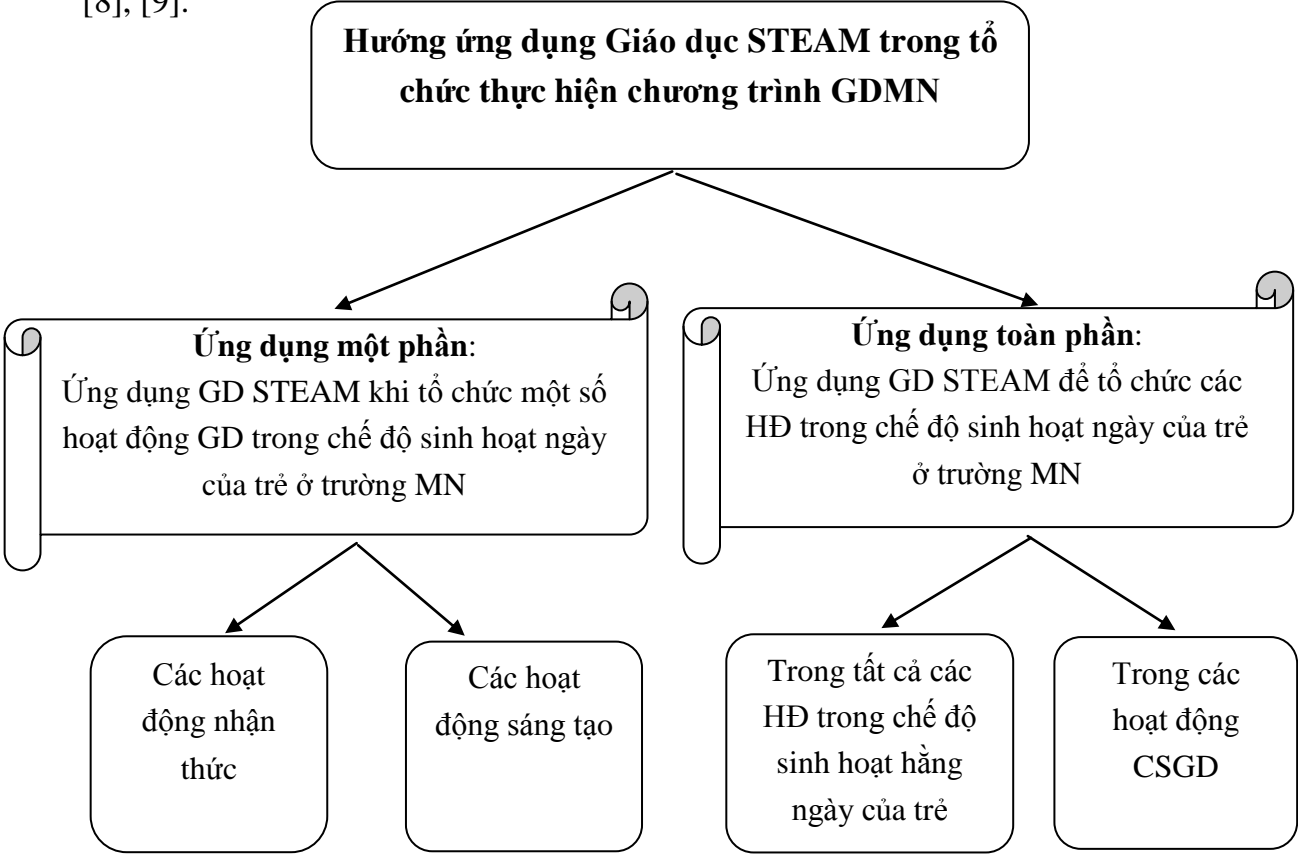 [8], [9].
Hướng ứng dụng Giáo dục STEAM trong tổ
chức thực hiện chương trình GDMN
Ứng dụng một phần:
Ứng dụng GD STEAM khi tổ chức một số
hoạt động GD trong chế độ sinh hoạt ngày
của trẻ ở trường MN
Ứng dụng toàn phần:
Ứng dụng GD STEAM để tổ chức các
HĐ trong chế độ sinh hoạt ngày của trẻ
ở trường MN
Các hoạt
động nhận
thức
Các hoạt
động sáng tạo
Trong tất cả các
HĐ trong chế độ
sinh hoạt hằng
ngày của trẻ
Trong các
hoạt động
CSGD